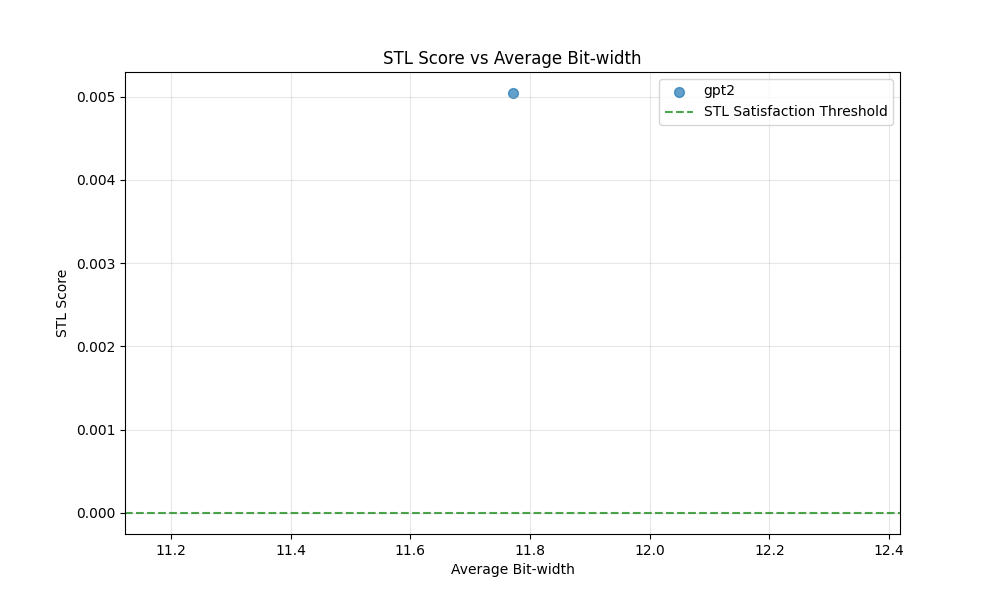 STL Score vs Average Bit-width
gpt2
STL Satisfaction Threshold
STL Score
0.005
0.004
0.003
0.002
0.001
0.000
11.2 11.4 11.6 11.8 12.0 12.2 12.4
Average Bit-width